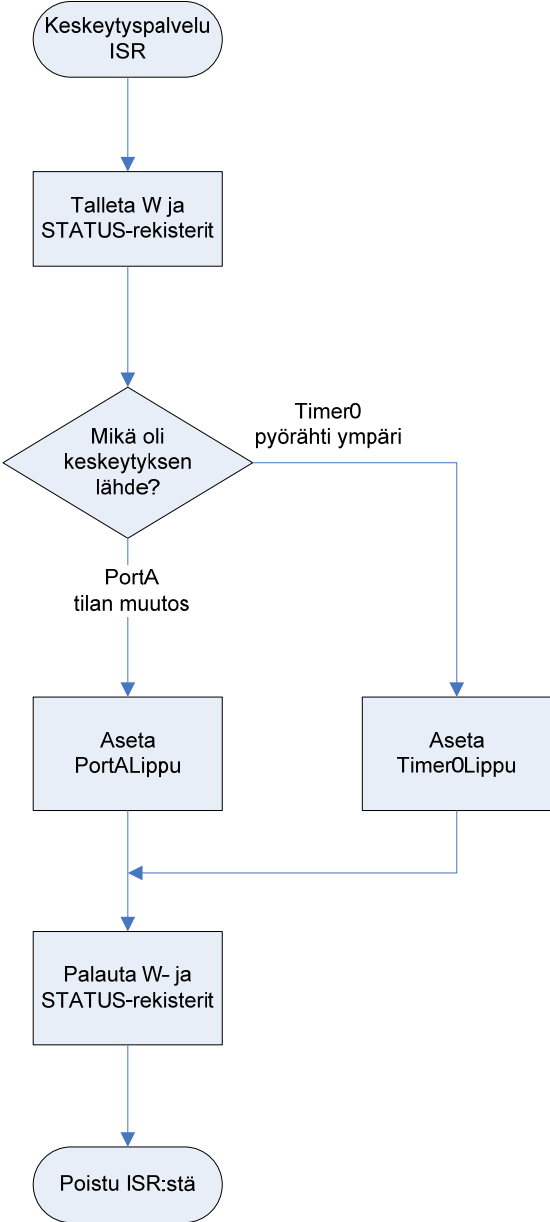 Keskeytyspalvelu
ISR
Talleta W ja
STATUS-rekisterit
Mikä oli
keskeytyksen
lähde?
Timer0
pyörähti ympäri
PortA
tilan muutos
Aseta
PortALippu
Aseta
Timer0Lippu
Palauta W- ja
STATUS-rekisterit
Poistu ISR:stä